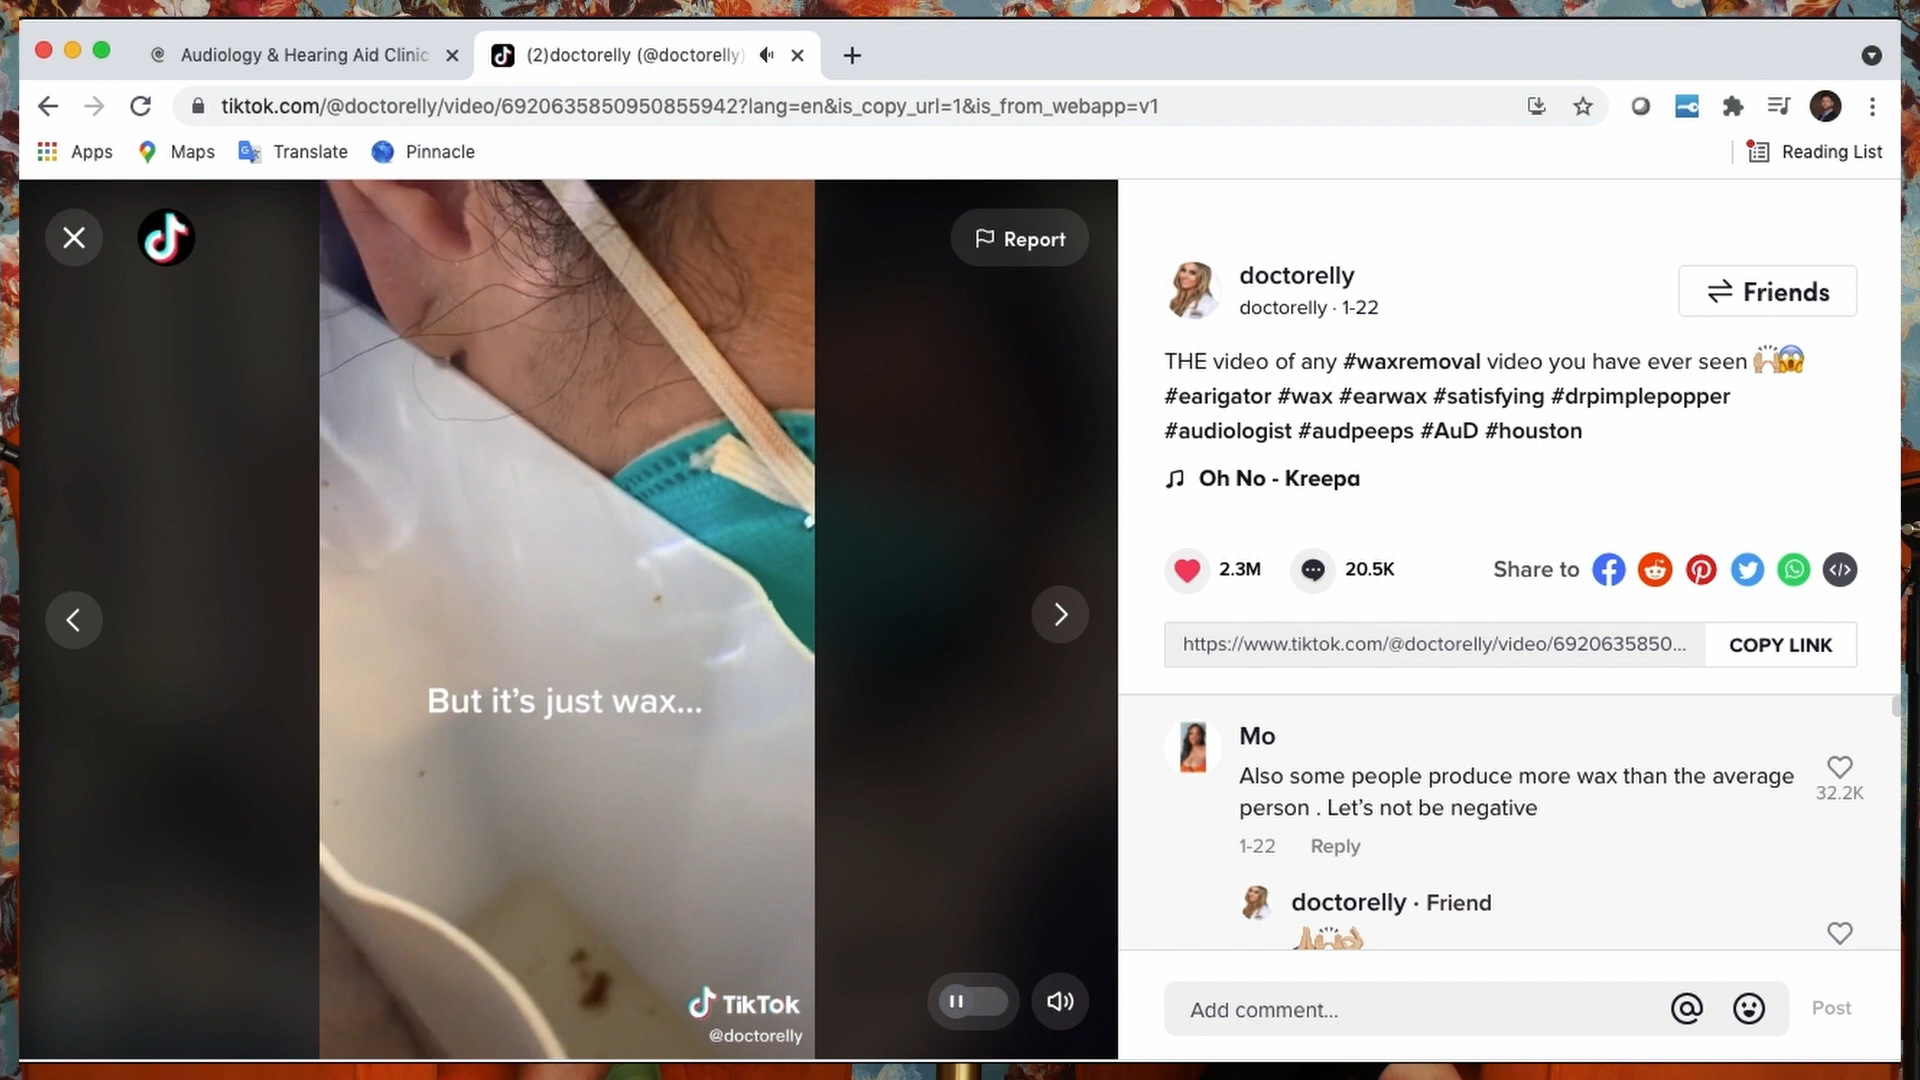 Audiology & Hearing Aid Clinic
(2)doctorelly (@doctorelly)
tiktok.com/@doctorelly/video/6920635850950855942?lang=en&is_copy_url=1&is_from_webapp=v1
Apps
Maps
Translate
Pinnacle
Reading List
Report
But it's just wax...
TikTok
@doctorelly
doctorelly
doctorelly · 1-22
Friends
THE video of any #waxremoval video you have ever seen 🙌🏼😱
#earigator #wax #earwax #satisfying #drpimplepopper
#audiologist #audpeeps #AuD #houston
Oh No - Kreepa
2.3M
20.5K
Share to
https://www.tiktok.com/@doctorelly/video/6920635850...
COPY LINK
Mo
Also some people produce more wax than the average
person . Let's not be negative
32.2K
1-22 Reply
doctorelly · Friend
Add comment...
Post